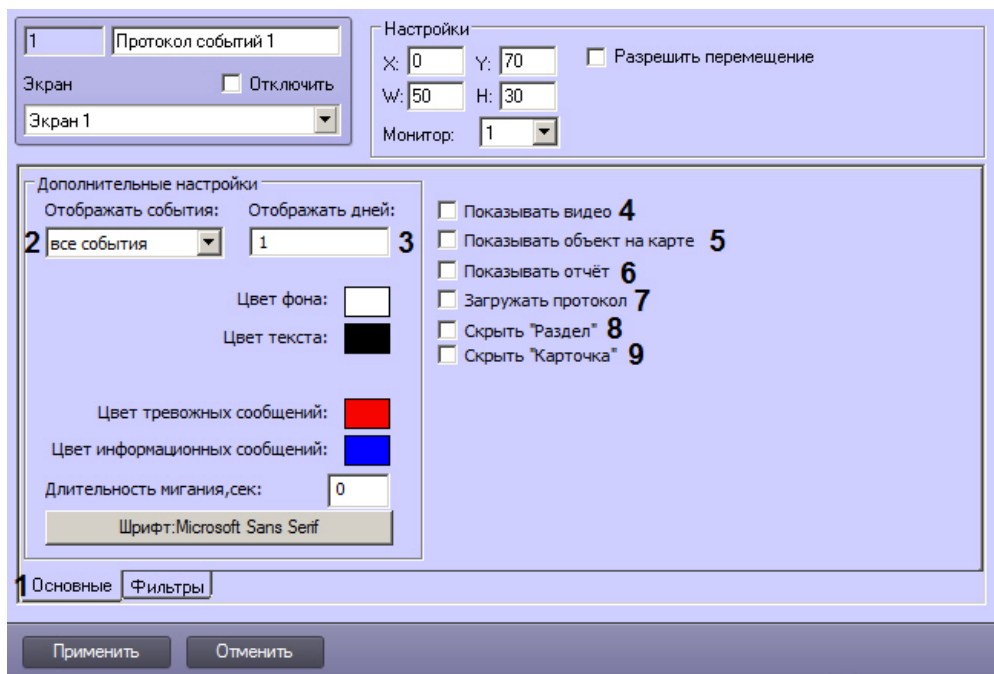 1 Протокол событий 1
Экран Отключить
Экран 1
Настройки
X: 0 Y: 70 Разрешить перемещение
W: 50 H: 30
Монитор: 1
Дополнительные настройки
Отображать события: Отображать дней:
2 все события 1 3
Цвет фона:
Цвет текста:
Цвет тревожных сообщений:
Цвет информационных сообщений:
Длительность мигания,сек: 0
Шрифт:Microsoft Sans Serif
Показывать видео 4
Показывать объект на карте 5
Показывать отчёт 6
Загружать протокол 7
Скрыть "Раздел" 8
Скрыть "Карточка" 9
1 Основные Фильтры
Применить Отменить